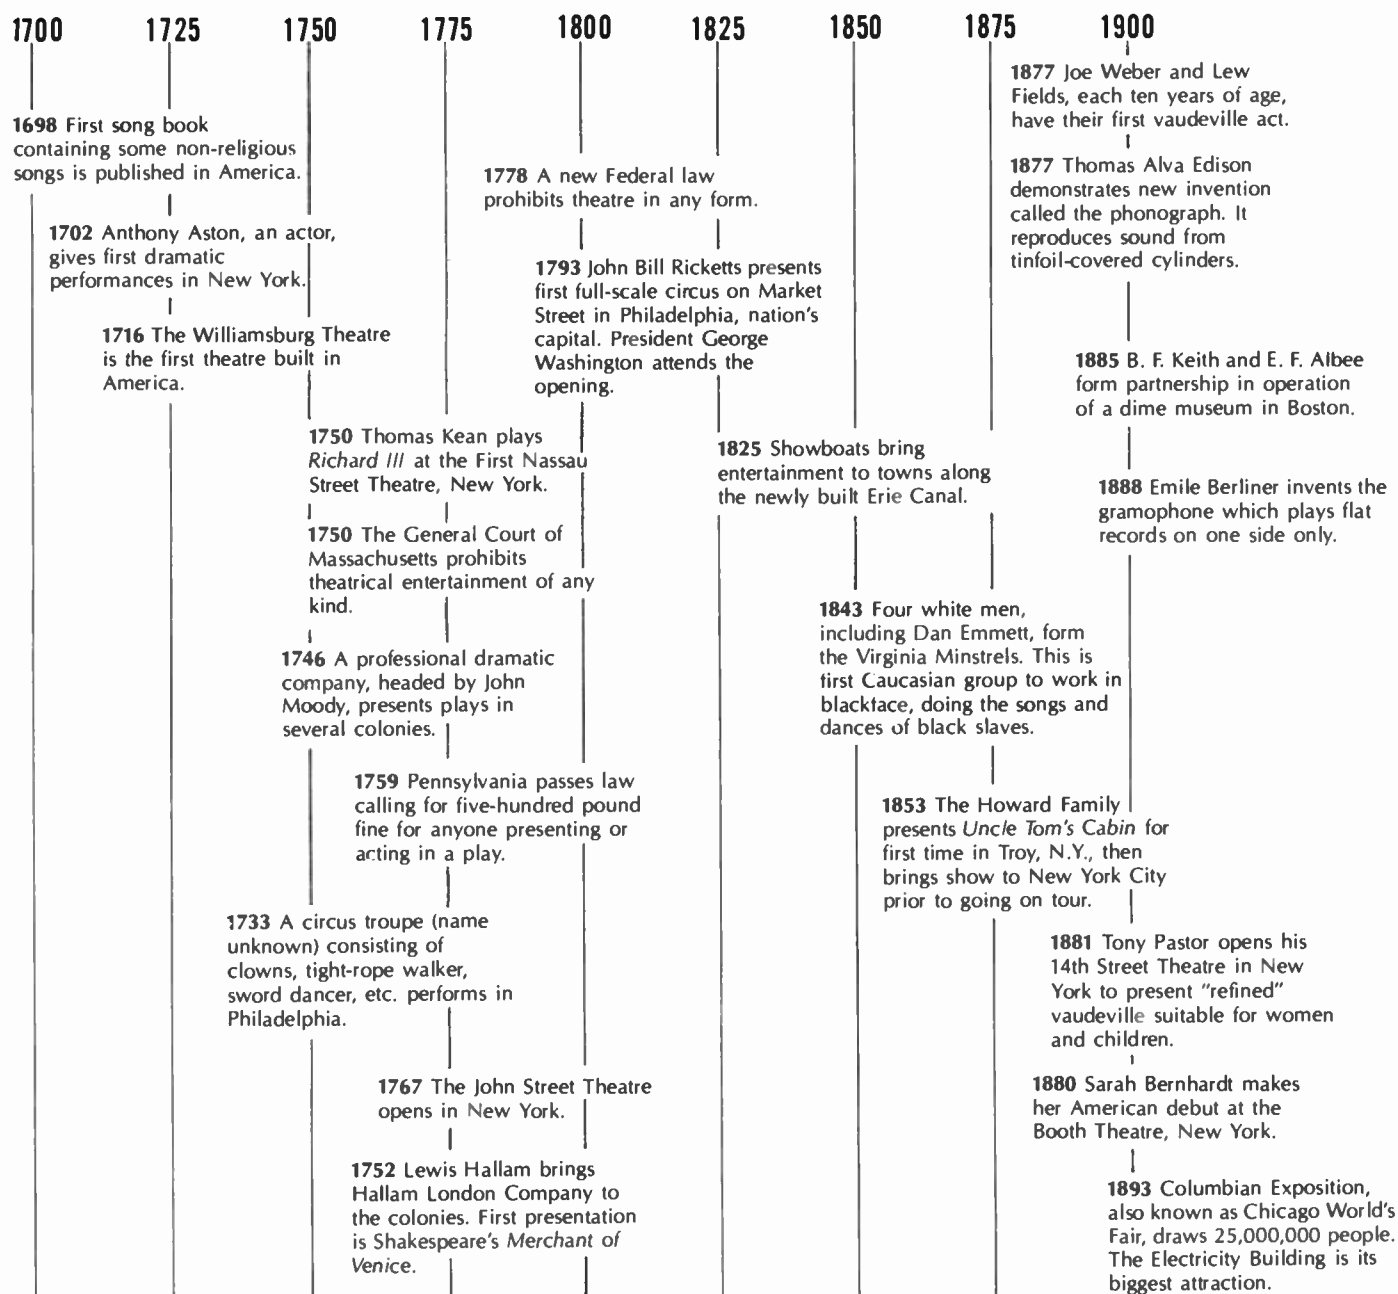 1700 1725 1750 1775 1800 1825 1850 1875 1900
1698 First song book
containing some non-religious
songs is published in America.
1702 Anthony Aston, an actor,
gives first dramatic
performances in New York.
1716 The Williamsburg Theatre
is the first theatre built in
America.
1750 Thomas Kean plays
Richard III at the First Nassau
Street Theatre, New York.
1750 The General Court of
Massachusetts prohibits
theatrical entertainment of any
kind.
1746 A professional dramatic
company, headed by John
Moody, presents plays in
several colonies.
1759 Pennsylvania passes law
calling for five-hundred pound
fine for anyone presenting or
acting in a play.
1733 A circus troupe (name
unknown) consisting of
clowns, tight-rope walker,
sword dancer, etc. performs in
Philadelphia.
1767 The John Street Theatre
opens in New York.
1752 Lewis Hallam brings
Hallam London Company to
the colonies. First presentation
is Shakespeare's Merchant of
Venice.
1778 A new Federal law
prohibits theatre in any form.
1793 John Bill Ricketts presents
first full-scale circus on Market
Street in Philadelphia, nation's
capital. President George
Washington attends the
opening.
1825 Showboats bring
entertainment to towns along
the newly built Erie Canal.
1843 Four white men,
including Dan Emmett, form
the Virginia Minstrels. This is
first Caucasian group to work in
blackface, doing the songs and
dances of black slaves.
1853 The Howard Family
presents Uncle Tom's Cabin for
first time in Troy, N.Y., then
brings show to New York City
prior to going on tour.
1877 Joe Weber and Lew
Fields, each ten years of age,
have their first vaudeville act.
1877 Thomas Alva Edison
demonstrates new invention
called the phonograph. It
reproduces sound from
tinfoil-covered cylinders.
1885 B. F. Keith and E. F. Albee
form partnership in operation
of a dime museum in Boston.
1888 Emile Berliner invents the
gramophone which plays flat
records on one side only.
1881 Tony Pastor opens his
14th Street Theatre in New
York to present "refined"
vaudeville suitable for women
and children.
1880 Sarah Bernhardt makes
her American debut at the
Booth Theatre, New York.
1893 Columbian Exposition,
also known as Chicago World's
Fair, draws 25,000,000 people.
The Electricity Building is its
biggest attraction.